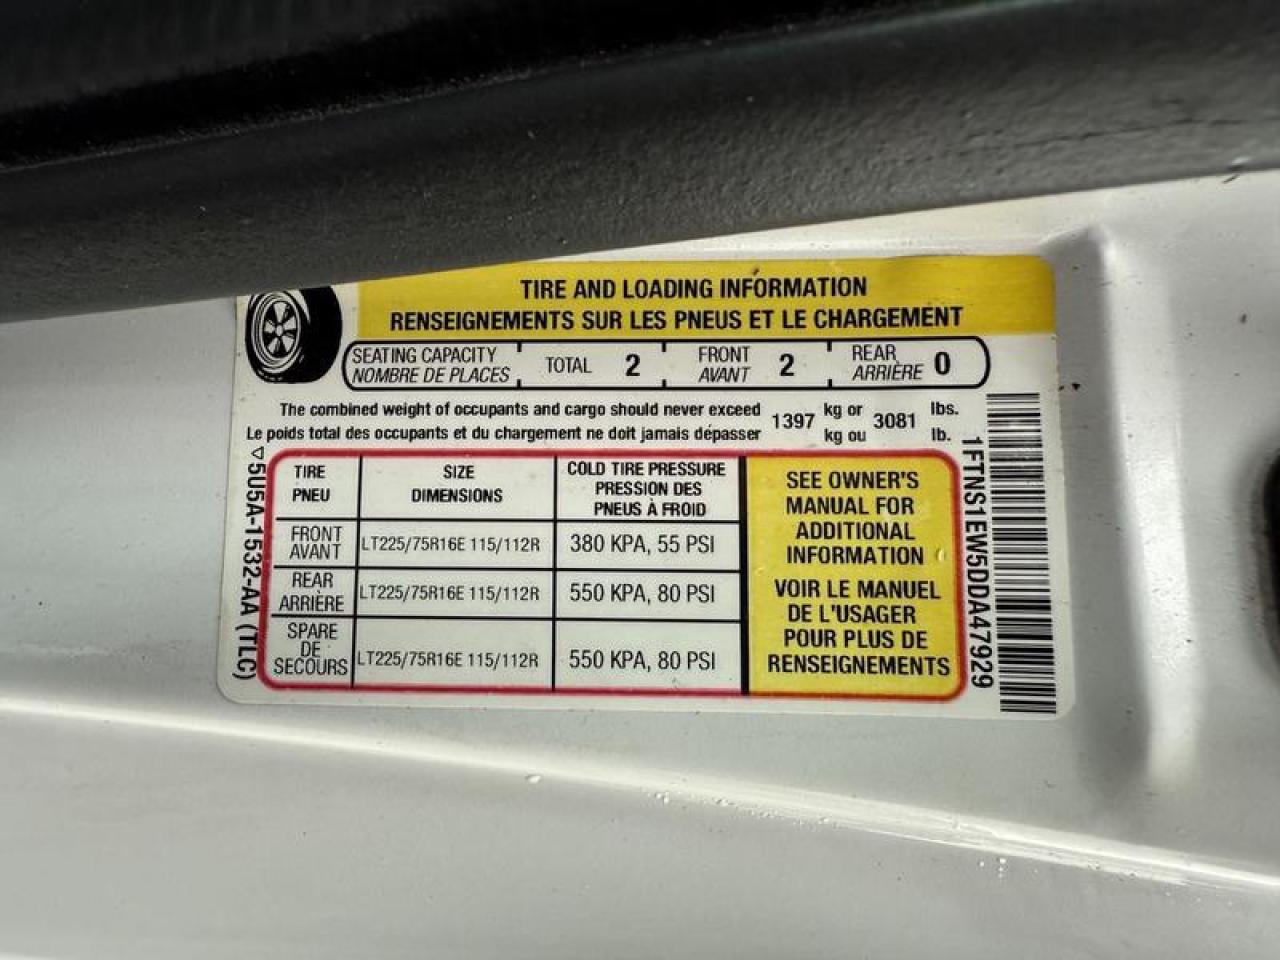 TIRE AND LOADING INFORMATION
RENSEIGNEMENTS SUR LES PNEUS ET LE CHARGEMENT
SEATING CAPACITY
NOMBRE DE PLACES
TOTAL 2
FRONT
AVANT 2
REAR
ARRIÈRE 0
The combined weight of occupants and cargo should never exceed 1397 kg or 3081 lbs.
Le poids total des occupants et du chargement ne doit jamais dépasser kg ou lb.
TIRE
PNEU
SIZE
DIMENSIONS
COLD TIRE PRESSURE
PRESSION DES
PNEUS À FROID
FRONT
AVANT
LT225/75R16E 115/112R
380 KPA, 55 PSI
REAR
ARRIÈRE
LT225/75R16E 115/112R
550 KPA, 80 PSI
SPARE
DE
SECOURS
LT225/75R16E 115/112R
550 KPA, 80 PSI
SEE OWNER'S
MANUAL FOR
ADDITIONAL
INFORMATION
VOIR LE MANUEL
DE L'USAGER
POUR PLUS DE
RENSEIGNEMENTS
▽5U5A-1532-AA (TLC)
1FTNS1EW5DDA47929